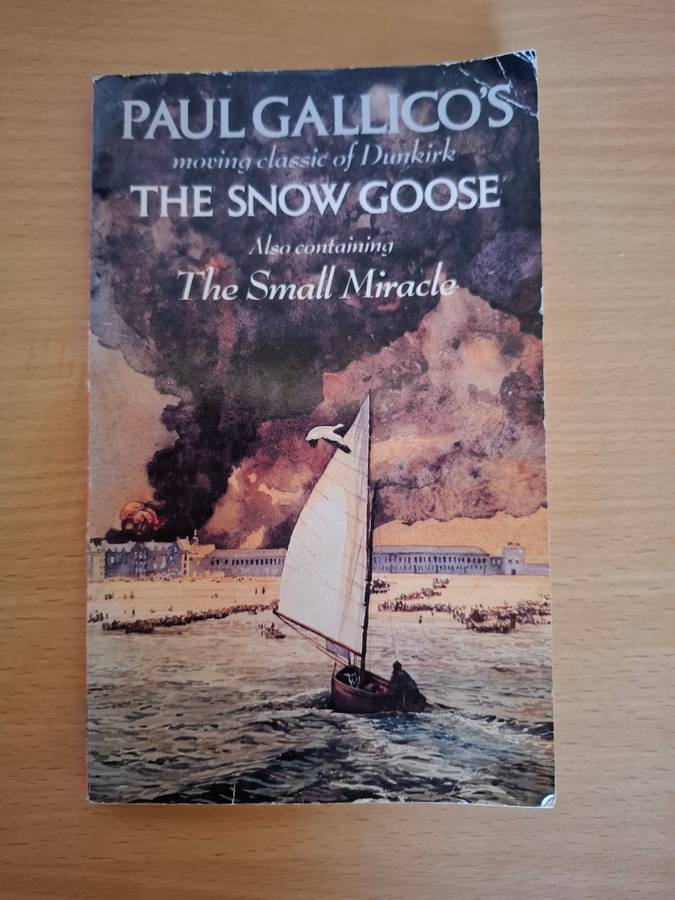 PAUL GALLICO'S
moving classic of Dunkirk
THE SNOW GOOSE
Also containing
The Small Miracle